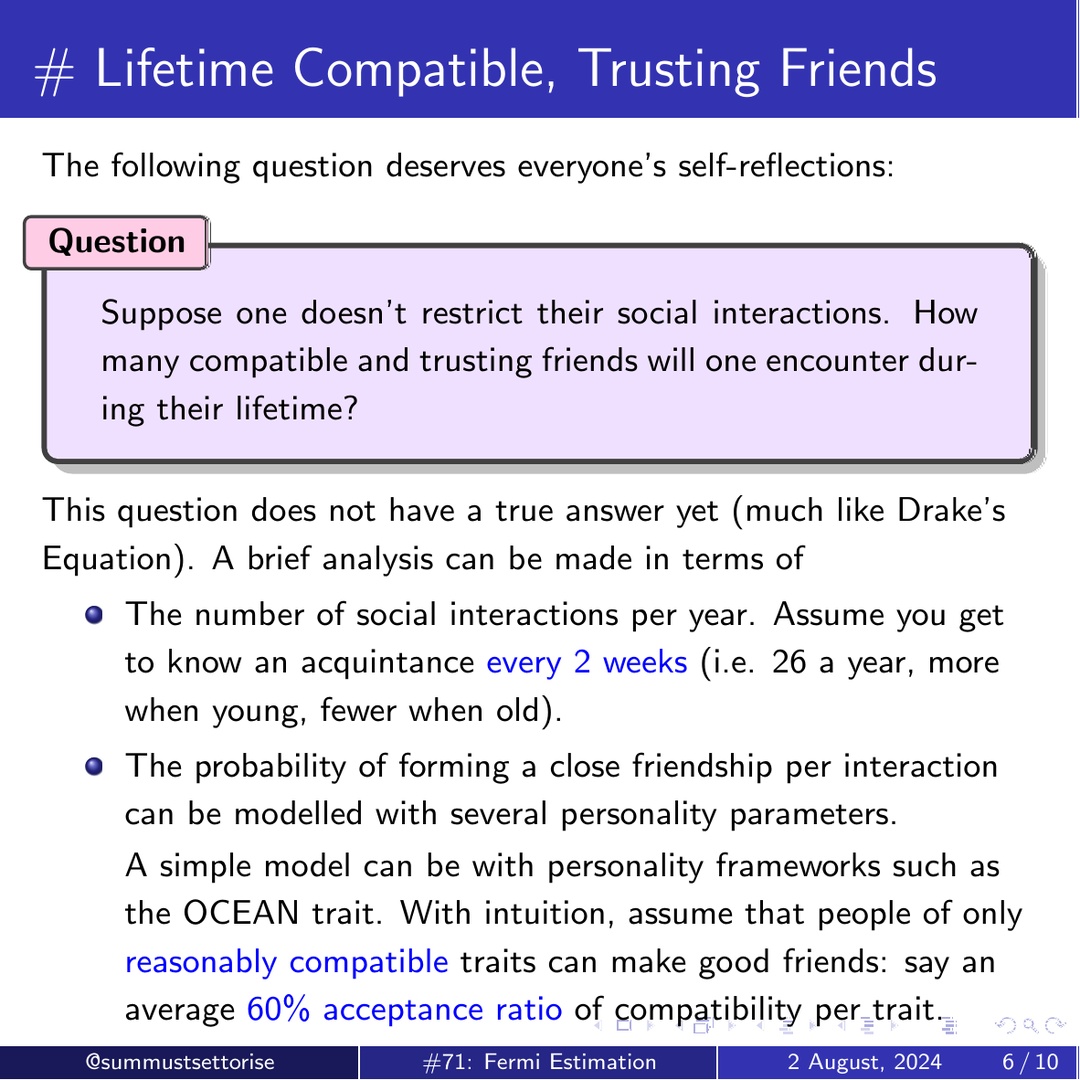 # Lifetime Compatible, Trusting Friends
The following question deserves everyone's self-reflections:
Question
Suppose one doesn't restrict their social interactions. How
many compatible and trusting friends will one encounter dur-
ing their lifetime?
This question does not have a true answer yet (much like Drake's
Equation). A brief analysis can be made in terms of
The number of social interactions per year. Assume you get
to know an acquintance every 2 weeks (i.e. 26 a year, more
when young, fewer when old).
The probability of forming a close friendship per interaction
can be modelled with several personality parameters.
A simple model can be with personality frameworks such as
the OCEAN trait. With intuition, assume that people of only
reasonably compatible traits can make good friends: say an
average 60% acceptance ratio of compatibility per trait.
@summustsettorise
#71: Fermi Estimation
2 August, 2024
6 / 10